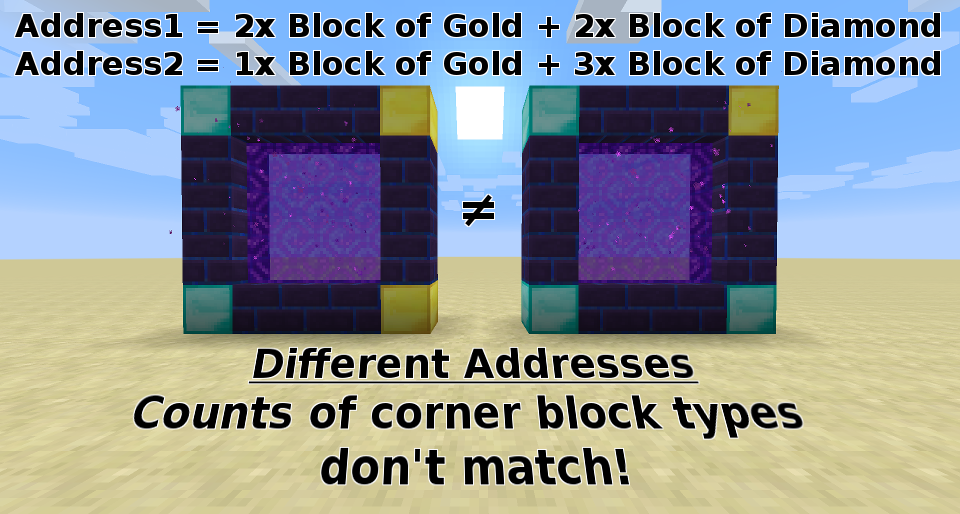 Address1 = 2x Block of Gold + 2x Block of Diamond
Address2 = 1x Block of Gold + 3x Block of Diamond
≠
Different Addresses
Counts of corner block types
don't match!